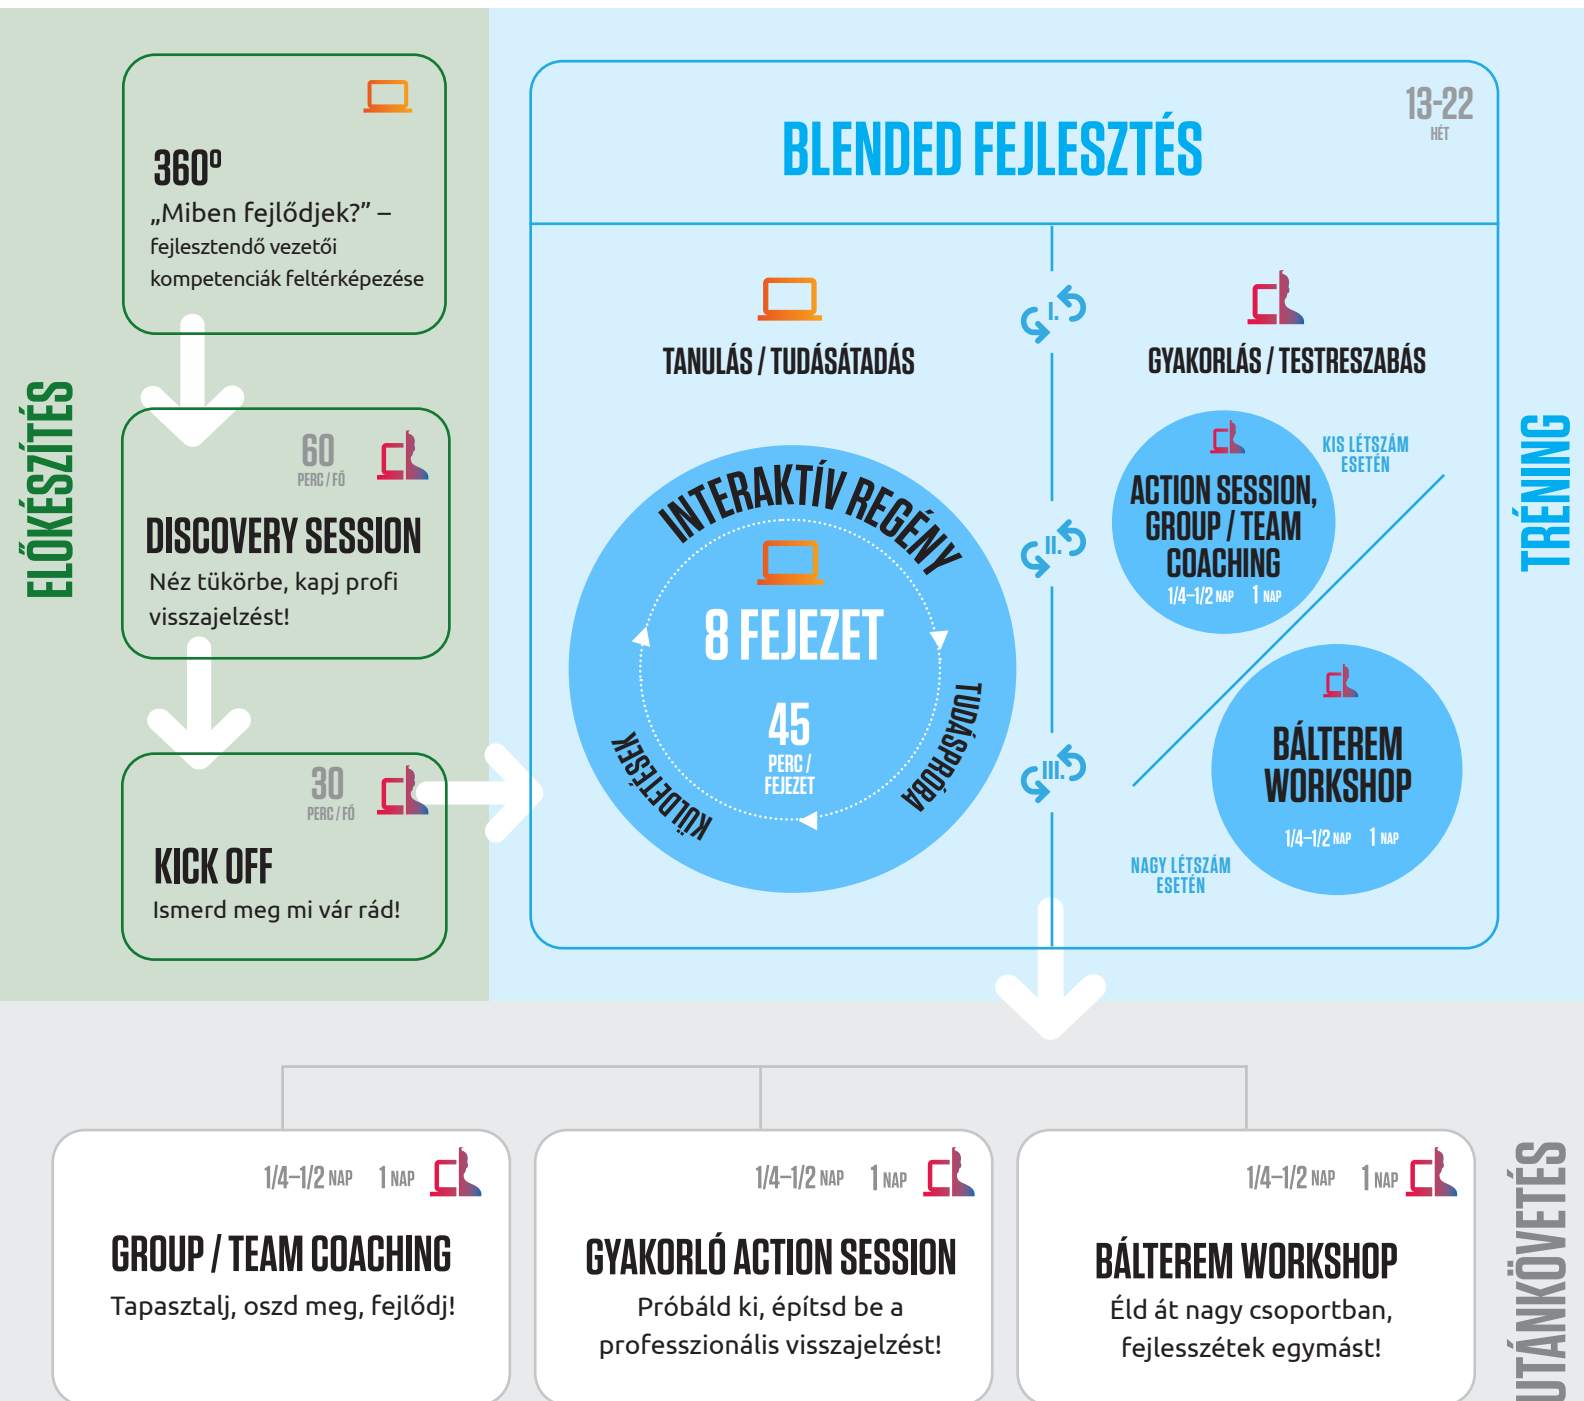 ELŐKÉSZÍTÉS
360º
„Miben fejlődjek?” –
fejlesztendő vezetői
kompetenciák feltérképezése
60
PERC / FŐ
DISCOVERY SESSION
Néz tükörbe, kapj profi
visszajelzést!
30
PERC / FŐ
KICK OFF
Ismerd meg mi vár rád!
TRÉNING
BLENDED FEJLESZTÉS
13-22
HÉT
TANULÁS / TUDÁSÁTADÁS
INTERAKTÍV REGÉNY
8 FEJEZET
45
PERC /
FEJEZET
TUDÁSPRÓBA
KÜLDETÉSEK
I.
II.
III.
GYAKORLÁS / TESTRESZABÁS
KIS LÉTSZÁM
ESETÉN
ACTION SESSION,
GROUP / TEAM
COACHING
1/4–1/2 NAP 1 NAP
BÁLTEREM
WORKSHOP
1/4–1/2 NAP 1 NAP
NAGY LÉTSZÁM
ESETÉN
UTÁNKÖVETÉS
1/4–1/2 NAP 1 NAP
GROUP / TEAM COACHING
Tapasztalj, oszd meg, fejlődj!
1/4–1/2 NAP 1 NAP
GYAKORLÓ ACTION SESSION
Próbáld ki, építsd be a
professzionális visszajelzést!
1/4–1/2 NAP 1 NAP
BÁLTEREM WORKSHOP
Éld át nagy csoportban,
fejlesszétek egymást!